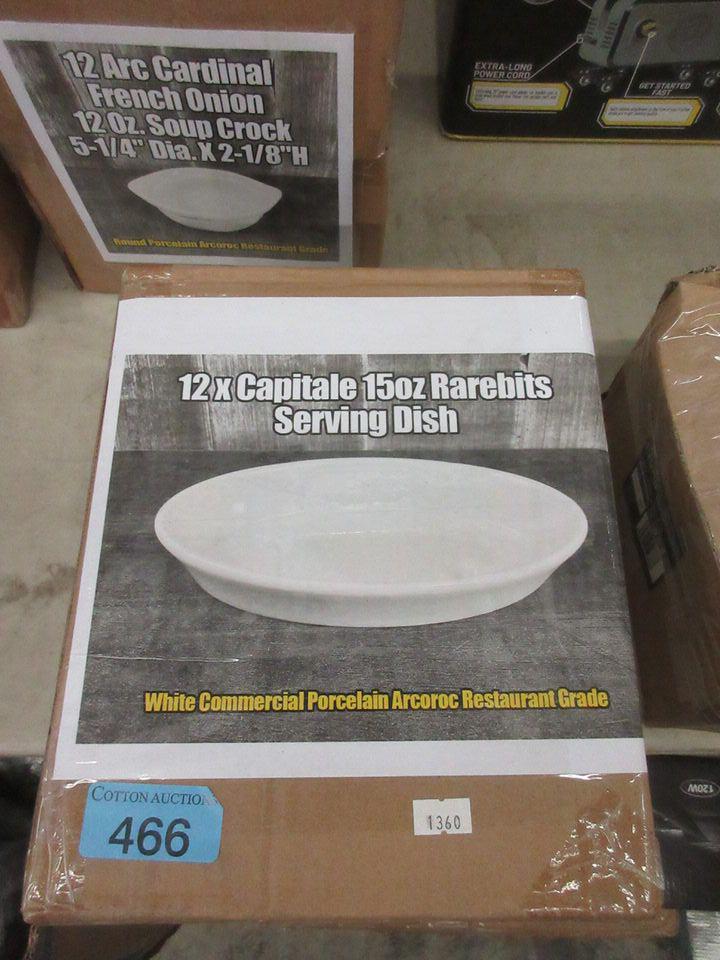 12 Arc Cardinal
French Onion
12 Oz. Soup Crock
5-1/4" Dia. X 2-1/8"H
Round Porcelain Arcoroc Restaurant Grade
EXTRA-LONG
POWER CORD
GET STARTED
FAST
12 x Capitale 15oz Rarebits
Serving Dish
White Commercial Porcelain Arcoroc Restaurant Grade
120W
COTTON AUCTION
466
1360